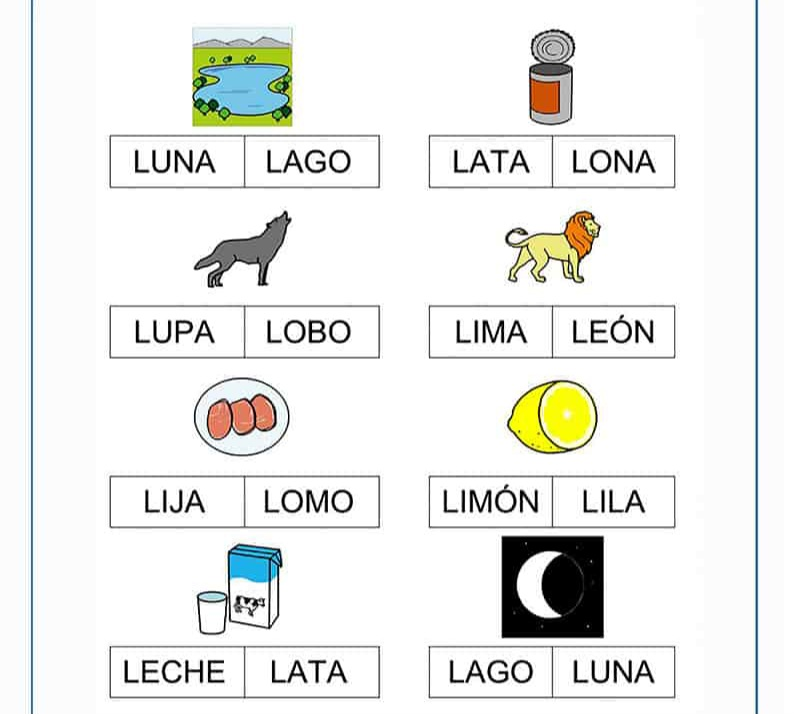 LUNA LAGO LATA LONA
LUPA LOBO LIMA LEÓN
LIJA LOMO LIMÓN LILA
LECHE LATA LAGO LUNA